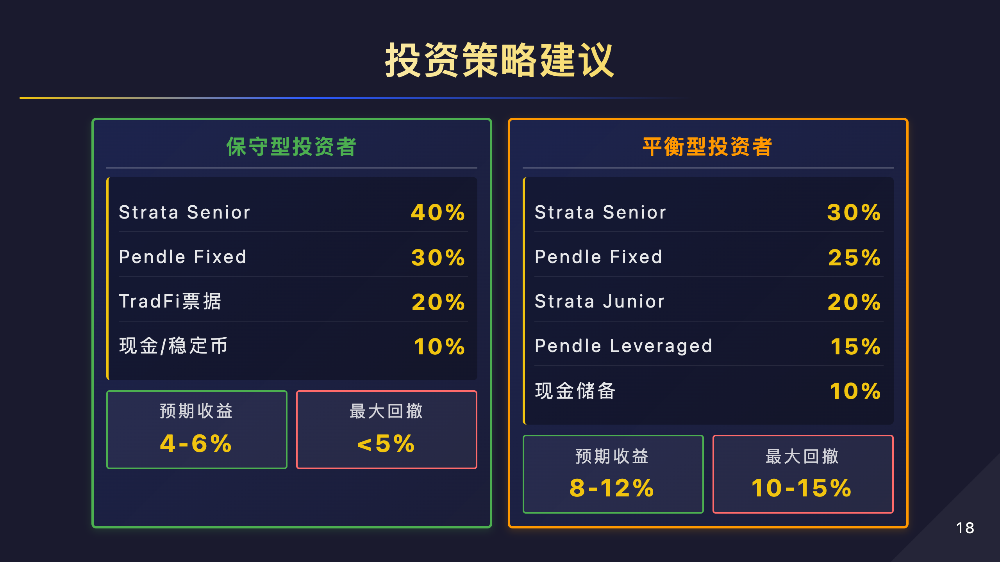 投资策略建议
保守型投资者
Strata Senior 40%
Pendle Fixed 30%
TradFi票据 20%
现金/稳定币 10%
预期收益
4-6%
最大回撤
<5%
平衡型投资者
Strata Senior 30%
Pendle Fixed 25%
Strata Junior 20%
Pendle Leveraged 15%
现金储备 10%
预期收益
8-12%
最大回撤
10-15%
18